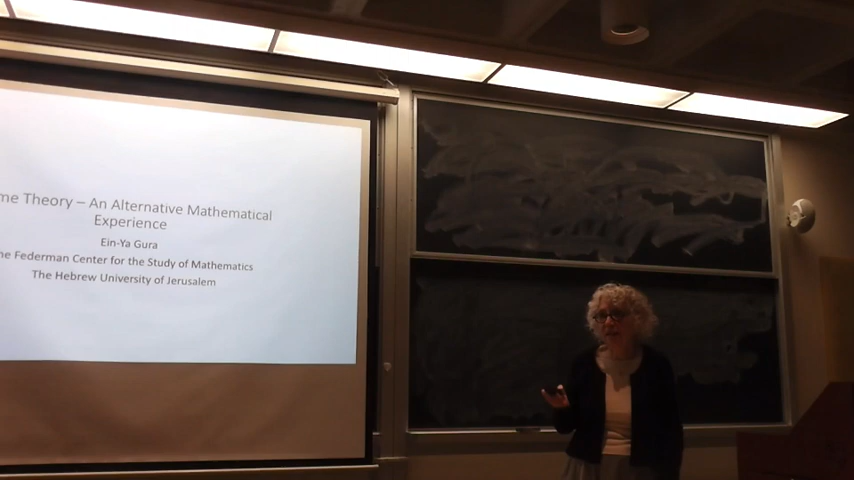 me Theory – An Alternative Mathematical
Experience
Ein-Ya Gura
he Federman Center for the Study of Mathematics
The Hebrew University of Jerusalem